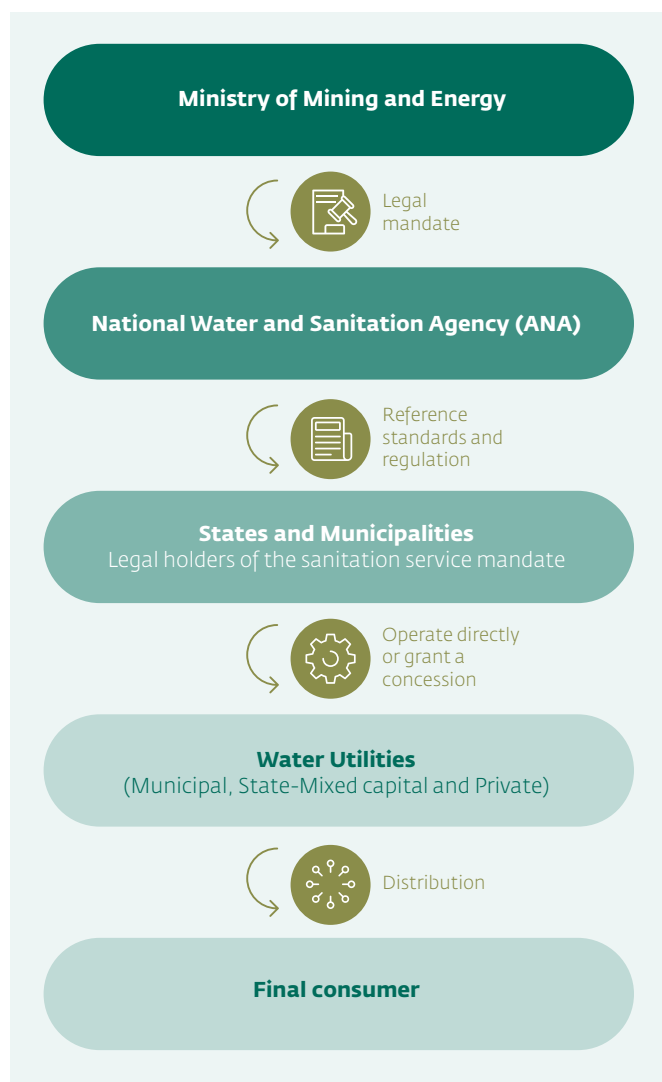 Ministry of Mining and Energy
Legal
mandate
National Water and Sanitation Agency (ANA)
Reference
standards and
regulation
States and Municipalities
Legal holders of the sanitation service mandate
Operate directly
or grant a
concession
Water Utilities
(Municipal, State-Mixed capital and Private)
Distribution
Final consumer